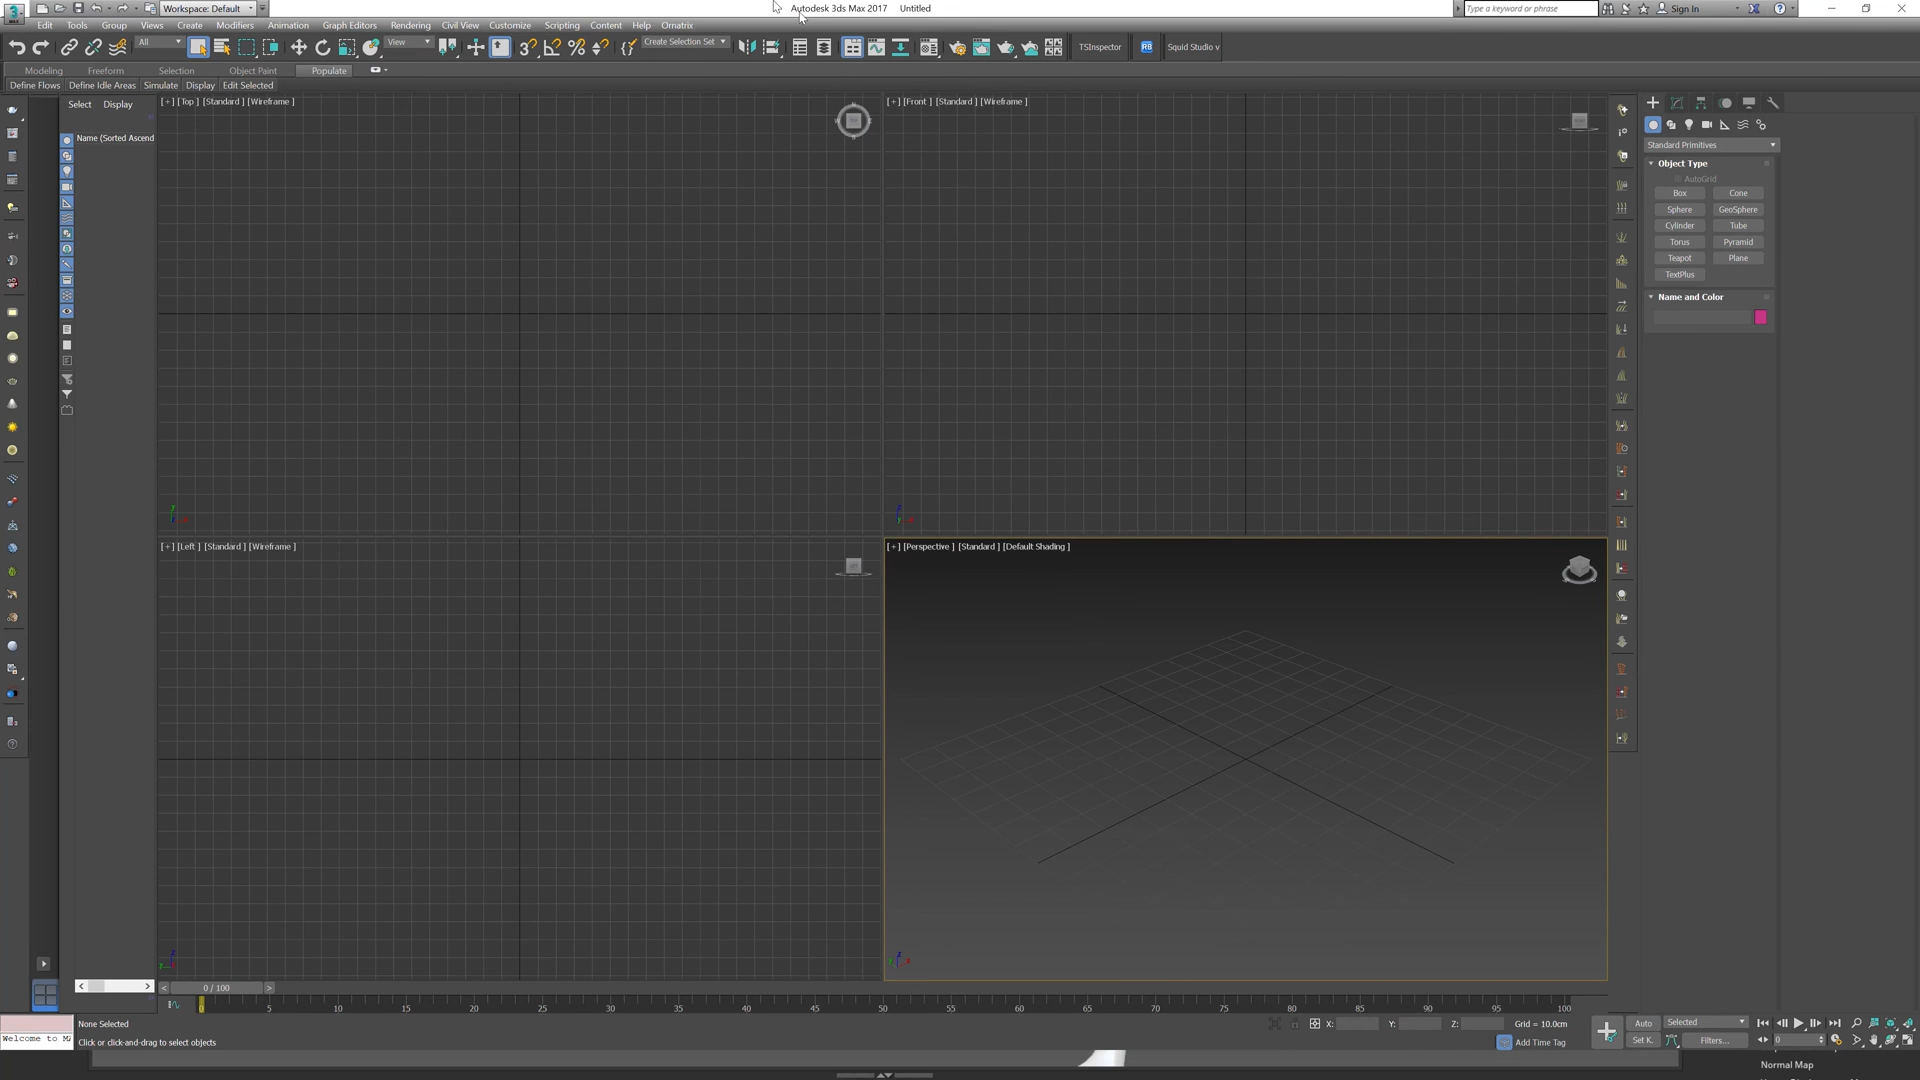 Workspace: Default
Autodesk 3ds Max 2017 Untitled
Type a keyword or phrase
Sign In
Edit Tools Group Views Create Modifiers Animation Graph Editors Rendering Civil View Customize Scripting Content Help Ornatrix
All
View
Create Selection Set
TSInspector
RB
Squid Studio v
Modeling Freeform Selection Object Paint Populate
Define Flows Define Idle Areas Simulate Display Edit Selected
Select Display
Name (Sorted Ascend
[+] [Top ] [Standard ] [Wireframe ]
[+] [Front ] [Standard ] [Wireframe ]
[+] [Left ] [Standard ] [Wireframe ]
[+] [Perspective ] [Standard ] [Default Shading ]
Standard Primitives
Object Type
AutoGrid
Box Cone
Sphere GeoSphere
Cylinder Tube
Torus Pyramid
Teapot Plane
TextPlus
Name and Color
0 / 100
0 5 10 15 20 25 30 35 40 45 50 55 60 65 70 75 80 85 90 95 100
None Selected
X: Y: Z: Grid = 10.0cm
Auto Selected
Welcome to MA
Click or click-and-drag to select objects
Add Time Tag
Set K. Filters...
0
Normal Map